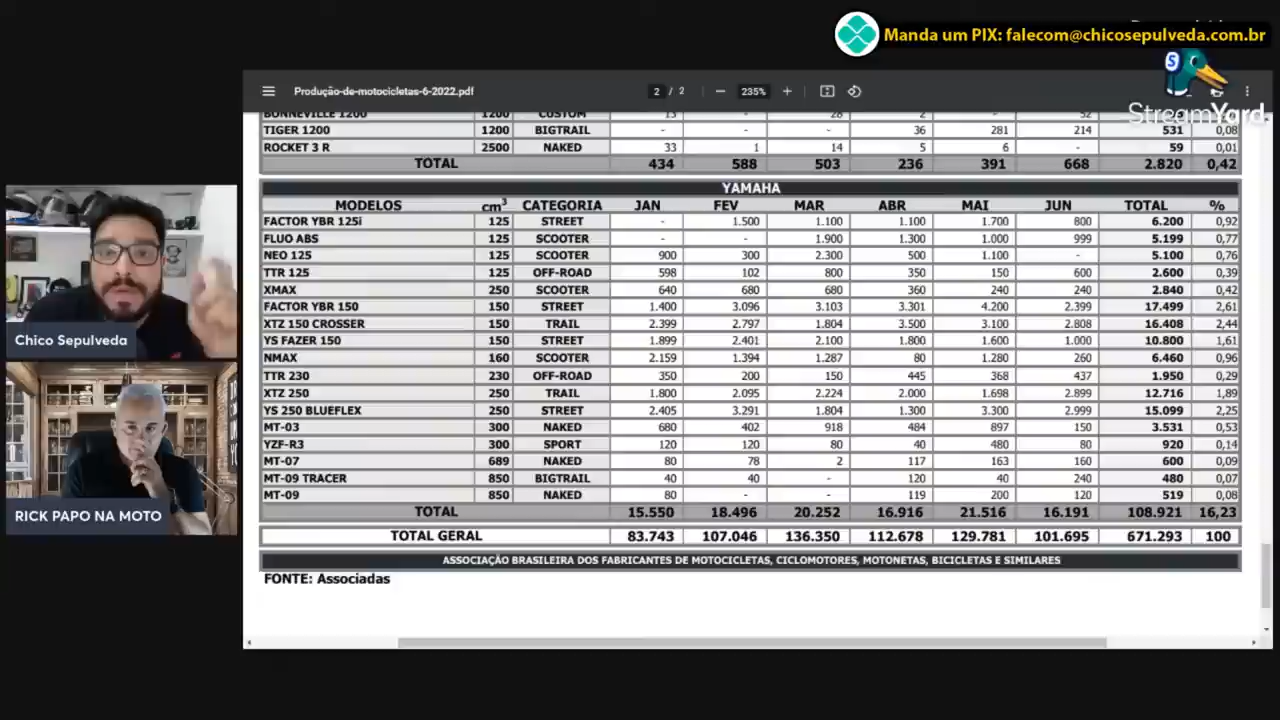 Manda um PIX: falecom@chicosepulveda.com.br
S
StreamYard
Produção-de-motocicletas-6-2022.pdf 2 / 2 — 235% +
BONNEVILLE 1200 1200 CUSTOM 13 - 28 2 - 52
TIGER 1200 1200 BIGTRAIL - - - 36 281 214 531 0,08
ROCKET 3 R 2500 NAKED 33 1 14 5 6 - 59 0,01
TOTAL 434 588 503 236 391 668 2.820 0,42
YAMAHA
MODELOS cm³ CATEGORIA JAN FEV MAR ABR MAI JUN TOTAL %
FACTOR YBR 125i 125 STREET - 1.500 1.100 1.100 1.700 800 6.200 0,92
FLUO ABS 125 SCOOTER - - 1.900 1.300 1.000 999 5.199 0,77
NEO 125 125 SCOOTER 900 300 2.300 500 1.100 - 5.100 0,76
TTR 125 125 OFF-ROAD 598 102 800 350 150 600 2.600 0,39
XMAX 250 SCOOTER 640 680 680 360 240 240 2.840 0,42
FACTOR YBR 150 150 STREET 1.400 3.096 3.103 3.301 4.200 2.399 17.499 2,61
XTZ 150 CROSSER 150 TRAIL 2.399 2.797 1.804 3.500 3.100 2.808 16.408 2,44
YS FAZER 150 150 STREET 1.899 2.401 2.100 1.800 1.600 1.000 10.800 1,61
NMAX 160 SCOOTER 2.159 1.394 1.287 80 1.280 260 6.460 0,96
TTR 230 230 OFF-ROAD 350 200 150 445 368 437 1.950 0,29
XTZ 250 250 TRAIL 1.800 2.095 2.224 2.000 1.698 2.899 12.716 1,89
YS 250 BLUEFLEX 250 STREET 2.405 3.291 1.804 1.300 3.300 2.999 15.099 2,25
MT-03 300 NAKED 680 402 918 484 897 150 3.531 0,53
YZF-R3 300 SPORT 120 120 80 40 480 80 920 0,14
MT-07 689 NAKED 80 78 2 117 163 160 600 0,09
MT-09 TRACER 850 BIGTRAIL 40 40 - 120 40 240 480 0,07
MT-09 850 NAKED 80 - - 119 200 120 519 0,08
TOTAL 15.550 18.496 20.252 16.916 21.516 16.191 108.921 16,23
TOTAL GERAL 83.743 107.046 136.350 112.678 129.781 101.695 671.293 100
ASSOCIAÇÃO BRASILEIRA DOS FABRICANTES DE MOTOCICLETAS, CICLOMOTORES, MOTONETAS, BICICLETAS E SIMILARES
FONTE: Associadas
Chico Sepulveda
RICK PAPO NA MOTO